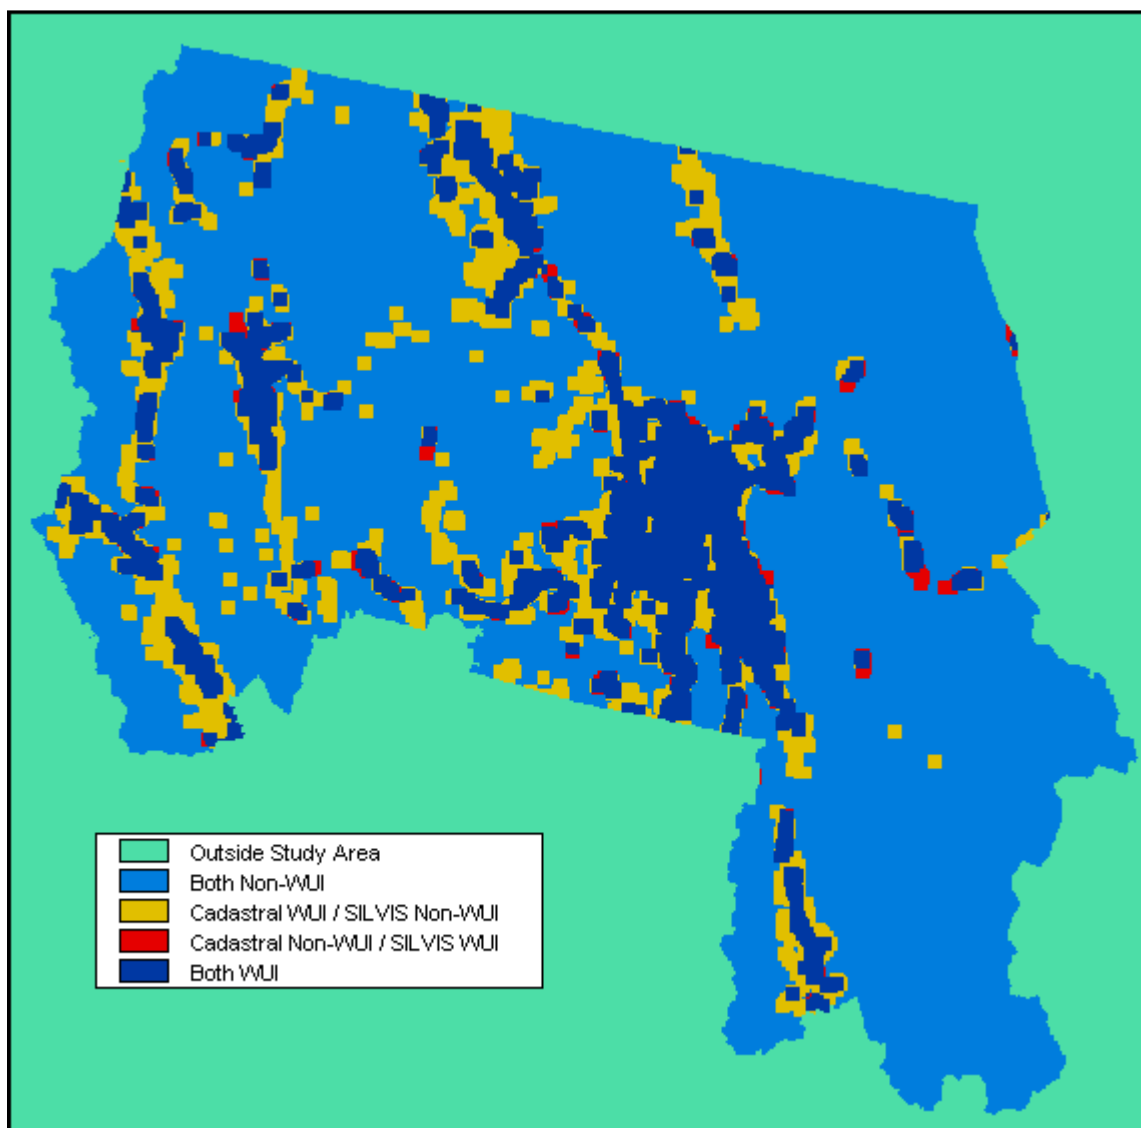 Outside Study Area
Both Non-WUI
Cadastral WUI / SILVIS Non-WUI
Cadastral Non-WUI / SILVIS WUI
Both WUI